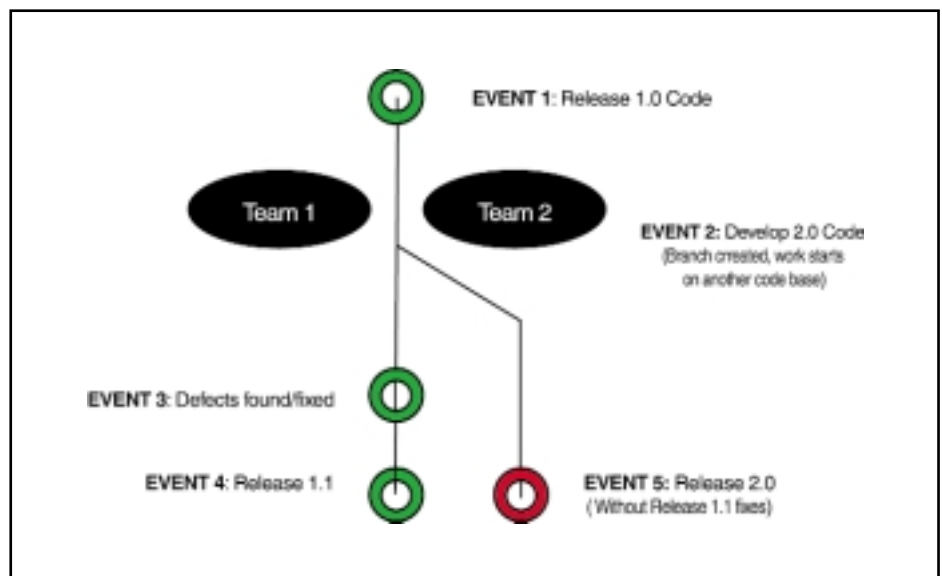 EVENT 1: Release 1.0 Code
Team 1
Team 2
EVENT 2: Develop 2.0 Code
(Branch created, work starts
on another code base)
EVENT 3: Defects found/fixed
EVENT 4: Release 1.1
EVENT 5: Release 2.0
( Without Release 1.1 fixes)